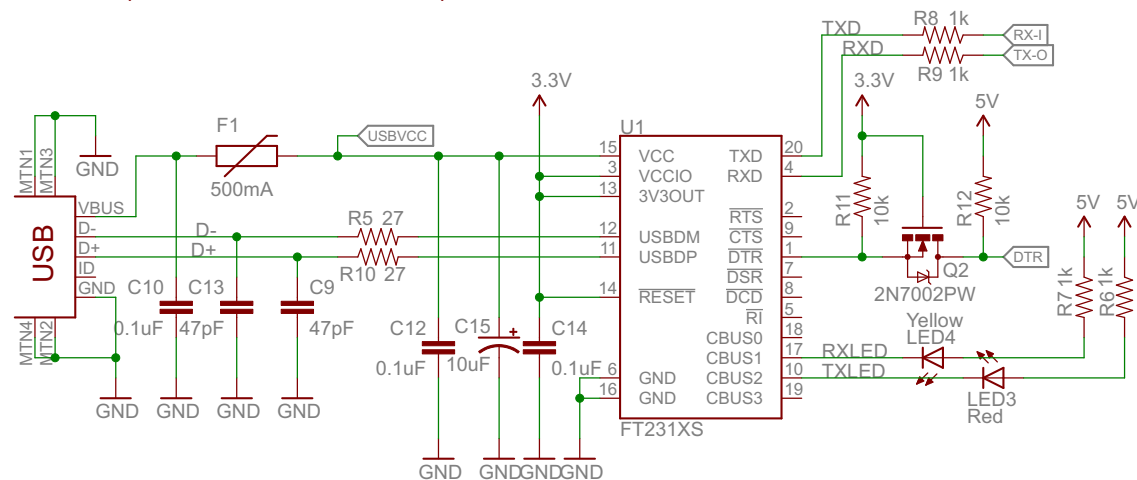 TXD
R8 1k
RX-I
RXD
R9 1k
TX-O
3.3V
3.3V
5V
F1
500mA
USBVCC
U1
MTN1
MTN3
GND
USB
VBUS
D-
D+
ID
GND
MTN4
MTN2
D-
D+
R5 27
R10 27
15 VCC
3 VCCIO
13 3V3OUT
12 USBDM
11 USBDP
14 RESET
6 GND
16 GND
TXD 20
RXD 4
RTS 2
CTS 9
DTR 1
DSR 7
DCD 8
RI 5
CBUS0 18
CBUS1 17
CBUS2 10
CBUS3 19
FT231XS
R11
10k
R12
10k
Q2
2N7002PW
DTR
5V
5V
R7 1k
R6 1k
Yellow
LED4
RXLED
TXLED
LED3
Red
C10
0.1uF
C13
47pF
C9
47pF
C12
0.1uF
C15
10uF
C14
0.1uF
GND
GND
GND
GND
GND
GND
GND
GND